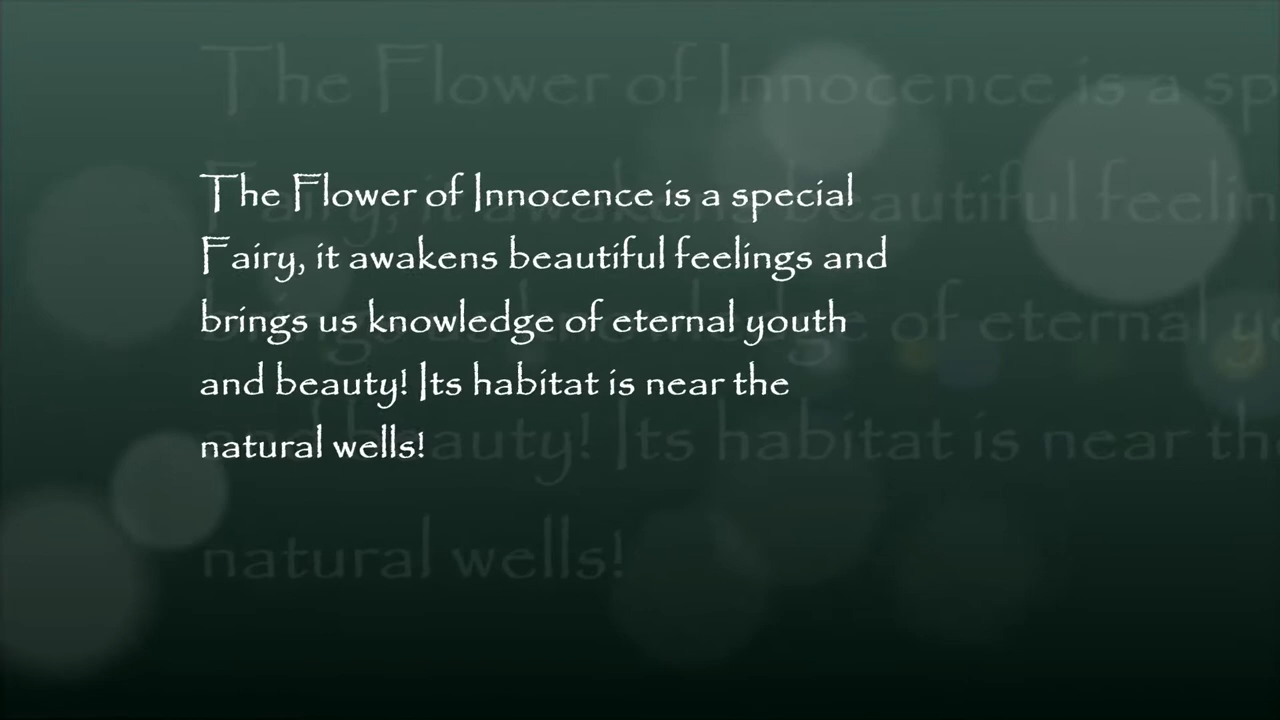 The Flower of Innocence is a special
Fairy, it awakens beautiful feelings and
brings us knowledge of eternal youth
and beauty! Its habitat is near the
natural wells!